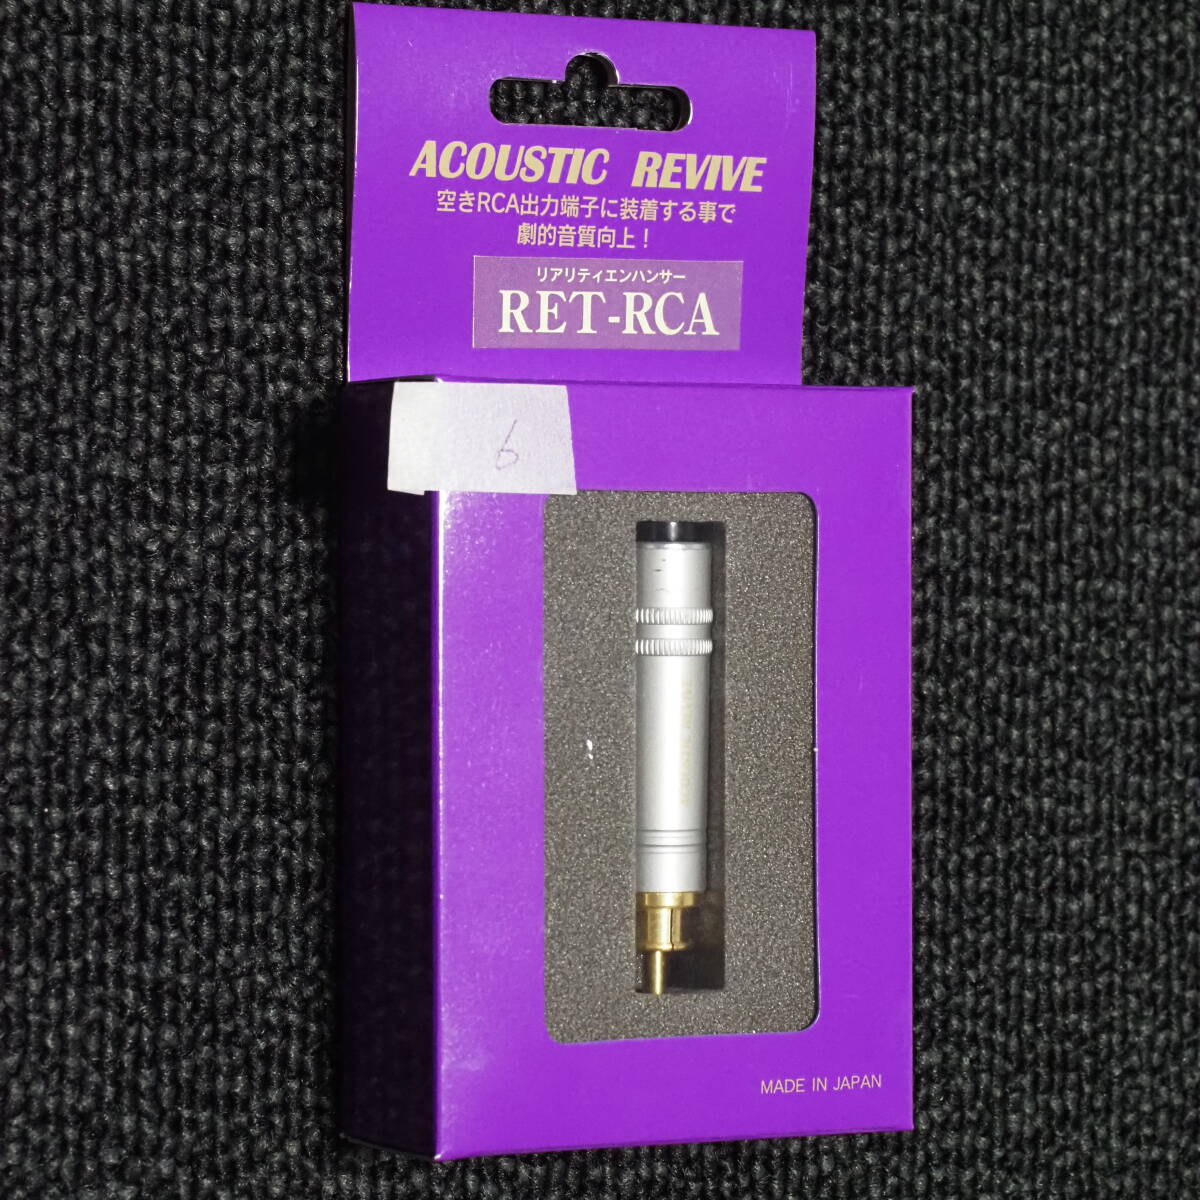 ACOUSTIC REVIVE
空きRCA出力端子に装着する事で
劇的音質向上！
リアリティエンハンサー
RET-RCA
6
ACOUSTIC REVIVE
MADE IN JAPAN